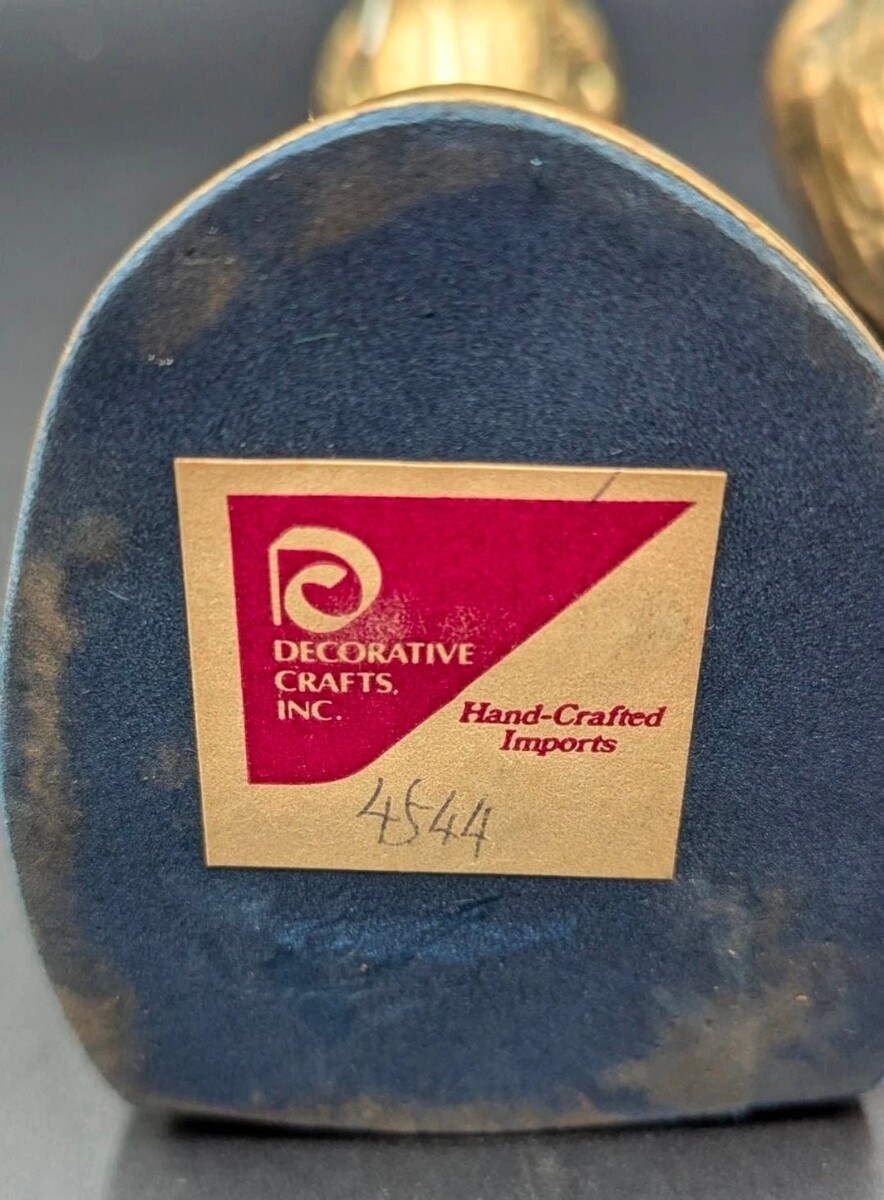 DECORATIVE
CRAFTS, INC.
Hand-Crafted
Imports
4544